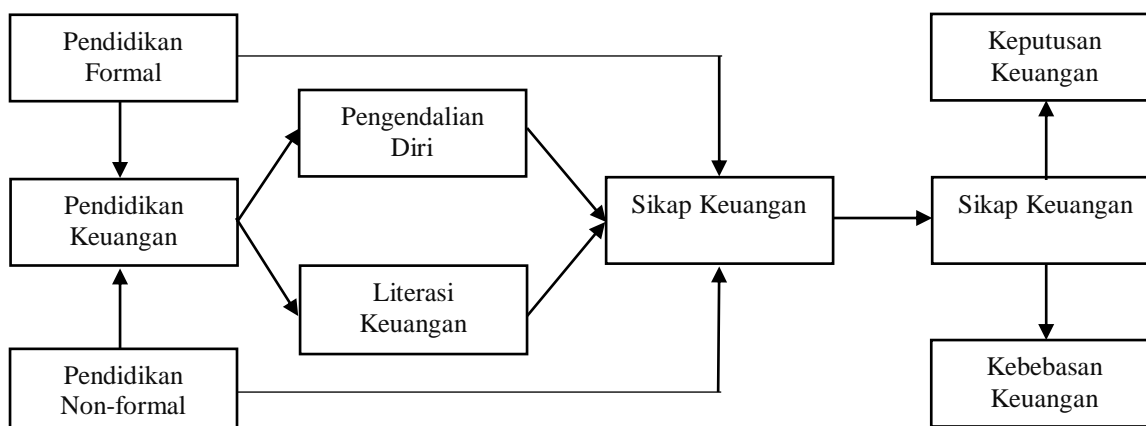 Pendidikan
Formal
Keputusan
Keuangan
Pengendalian
Diri
Pendidikan
Keuangan
Sikap Keuangan
Sikap Keuangan
Literasi
Keuangan
Pendidikan
Non-formal
Kebebasan
Keuangan